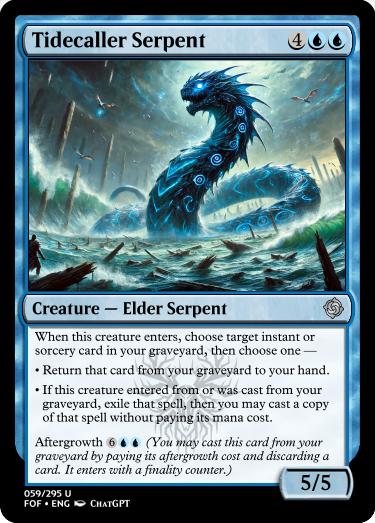 Tidecaller Serpent 4
Creature — Elder Serpent
When this creature enters, choose target instant or
sorcery card in your graveyard, then choose one —
• Return that card from your graveyard to your hand.
• If this creature entered from or was cast from your
graveyard, exile that spell, then you may cast a copy
of that spell without paying its mana cost.
Aftergrowth 6 (You may cast this card from your
graveyard by paying its aftergrowth cost and discarding a
card. It enters with a finality counter.)
5/5
059/295 U
FOF • ENG ChatGPT